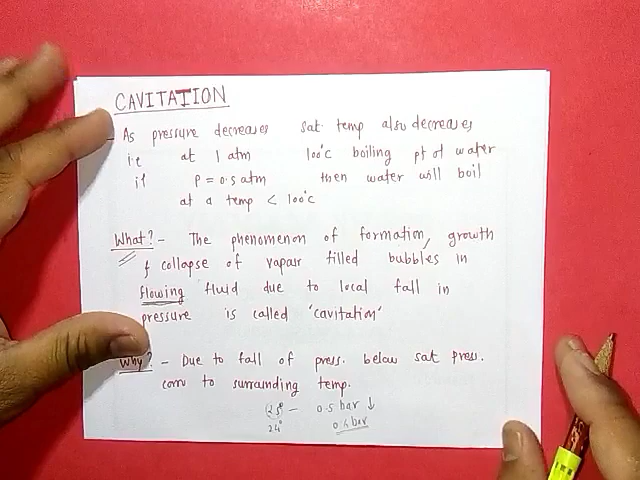 CAVITATION
As pressure decreases sat temp also decreases
i.e at 1 atm 100°c boiling pt of water
if P = 0.5 atm then water will boil
at a temp < 100°c
What? - The phenomenon of formation, growth
& collapse of vapour filled bubbles in
flowing fluid due to local fall in
pressure is called 'cavitation'
Why? - Due to fall of press. below sat press.
corr to surrounding temp.
(25° - 0.5 bar ↓
24° 0.4 bar